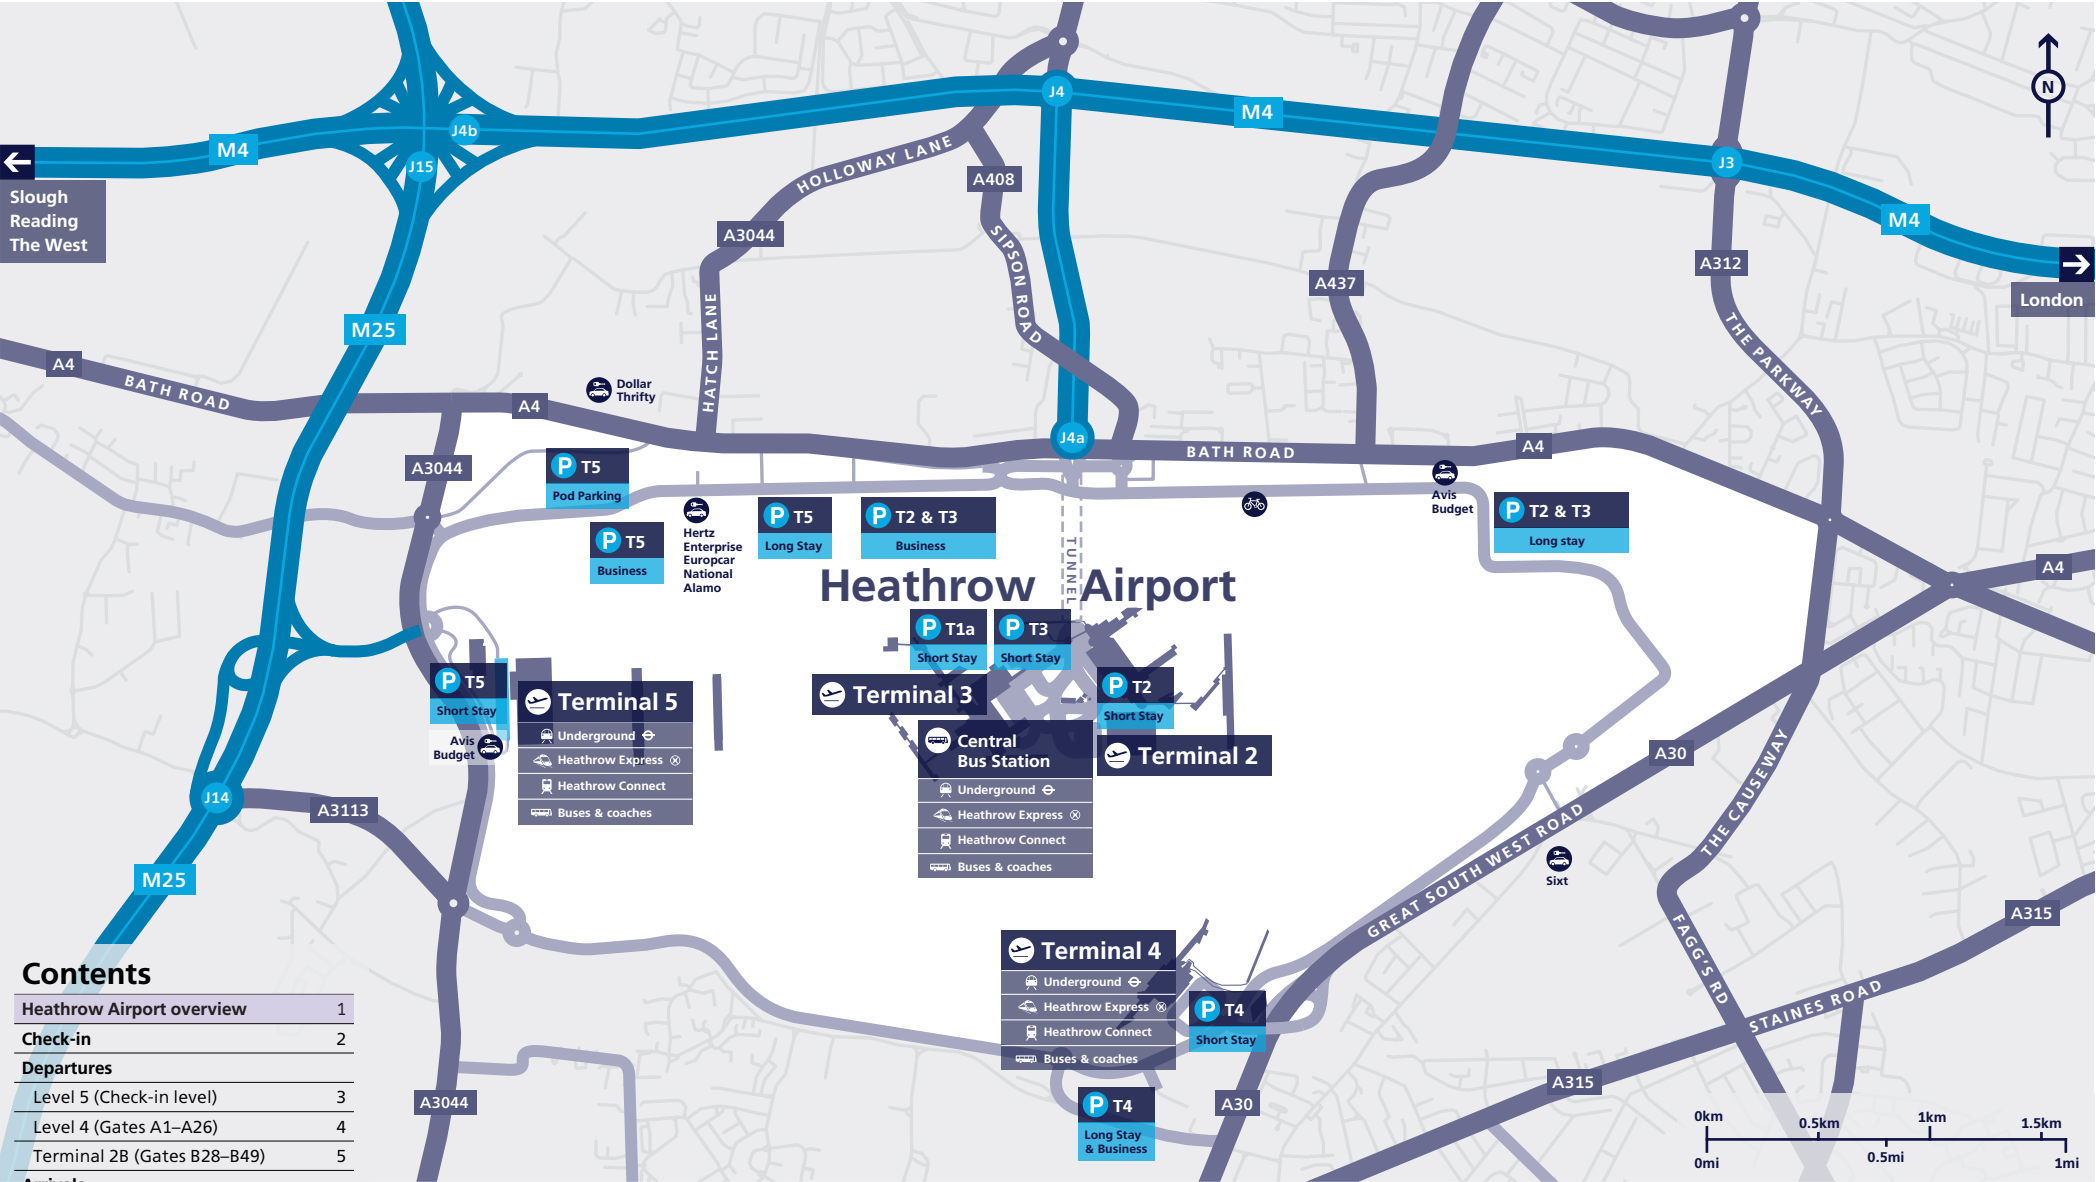 J4
N
M4
J4b
M4
J3
J15
HOLLOWAY LANE
Slough
Reading
The West
A408
M4
A3044
SIPSON ROAD
A312
London
A437
M25
HATCH LANE
THE PARKWAY
A4
BATH ROAD
Dollar
Thrifty
A4
J4a
BATH ROAD
A4
A3044
P T5
Pod Parking
Avis
Budget
P T2 & T3
Long stay
Hertz
Enterprise
Europcar
National
Alamo
P T5
Long Stay
P T2 & T3
Business
P T5
Business
TUNNEL
Heathrow Airport
A4
P T1a
Short Stay
P T3
Short Stay
P T5
Short Stay
Terminal 5
Underground
Heathrow Express
Heathrow Connect
Buses & coaches
Avis
Budget
Terminal 3
P T2
Short Stay
Central
Bus Station
Underground
Heathrow Express
Heathrow Connect
Buses & coaches
Terminal 2
A30
THE CAUSEWAY
J14
A3113
GREAT SOUTH WEST ROAD
Sixt
M25
A315
FAGG'S RD
Terminal 4
Underground
Heathrow Express
Heathrow Connect
Buses & coaches
P T4
Short Stay
STAINES ROAD
A315
A3044
P T4
Long Stay
& Business
A30
Contents
Heathrow Airport overview 1
Check-in 2
Departures
Level 5 (Check-in level) 3
Level 4 (Gates A1–A26) 4
Terminal 2B (Gates B28–B49) 5
Arrivals
0km 0.5km 1km 1.5km
0mi 0.5mi 1mi